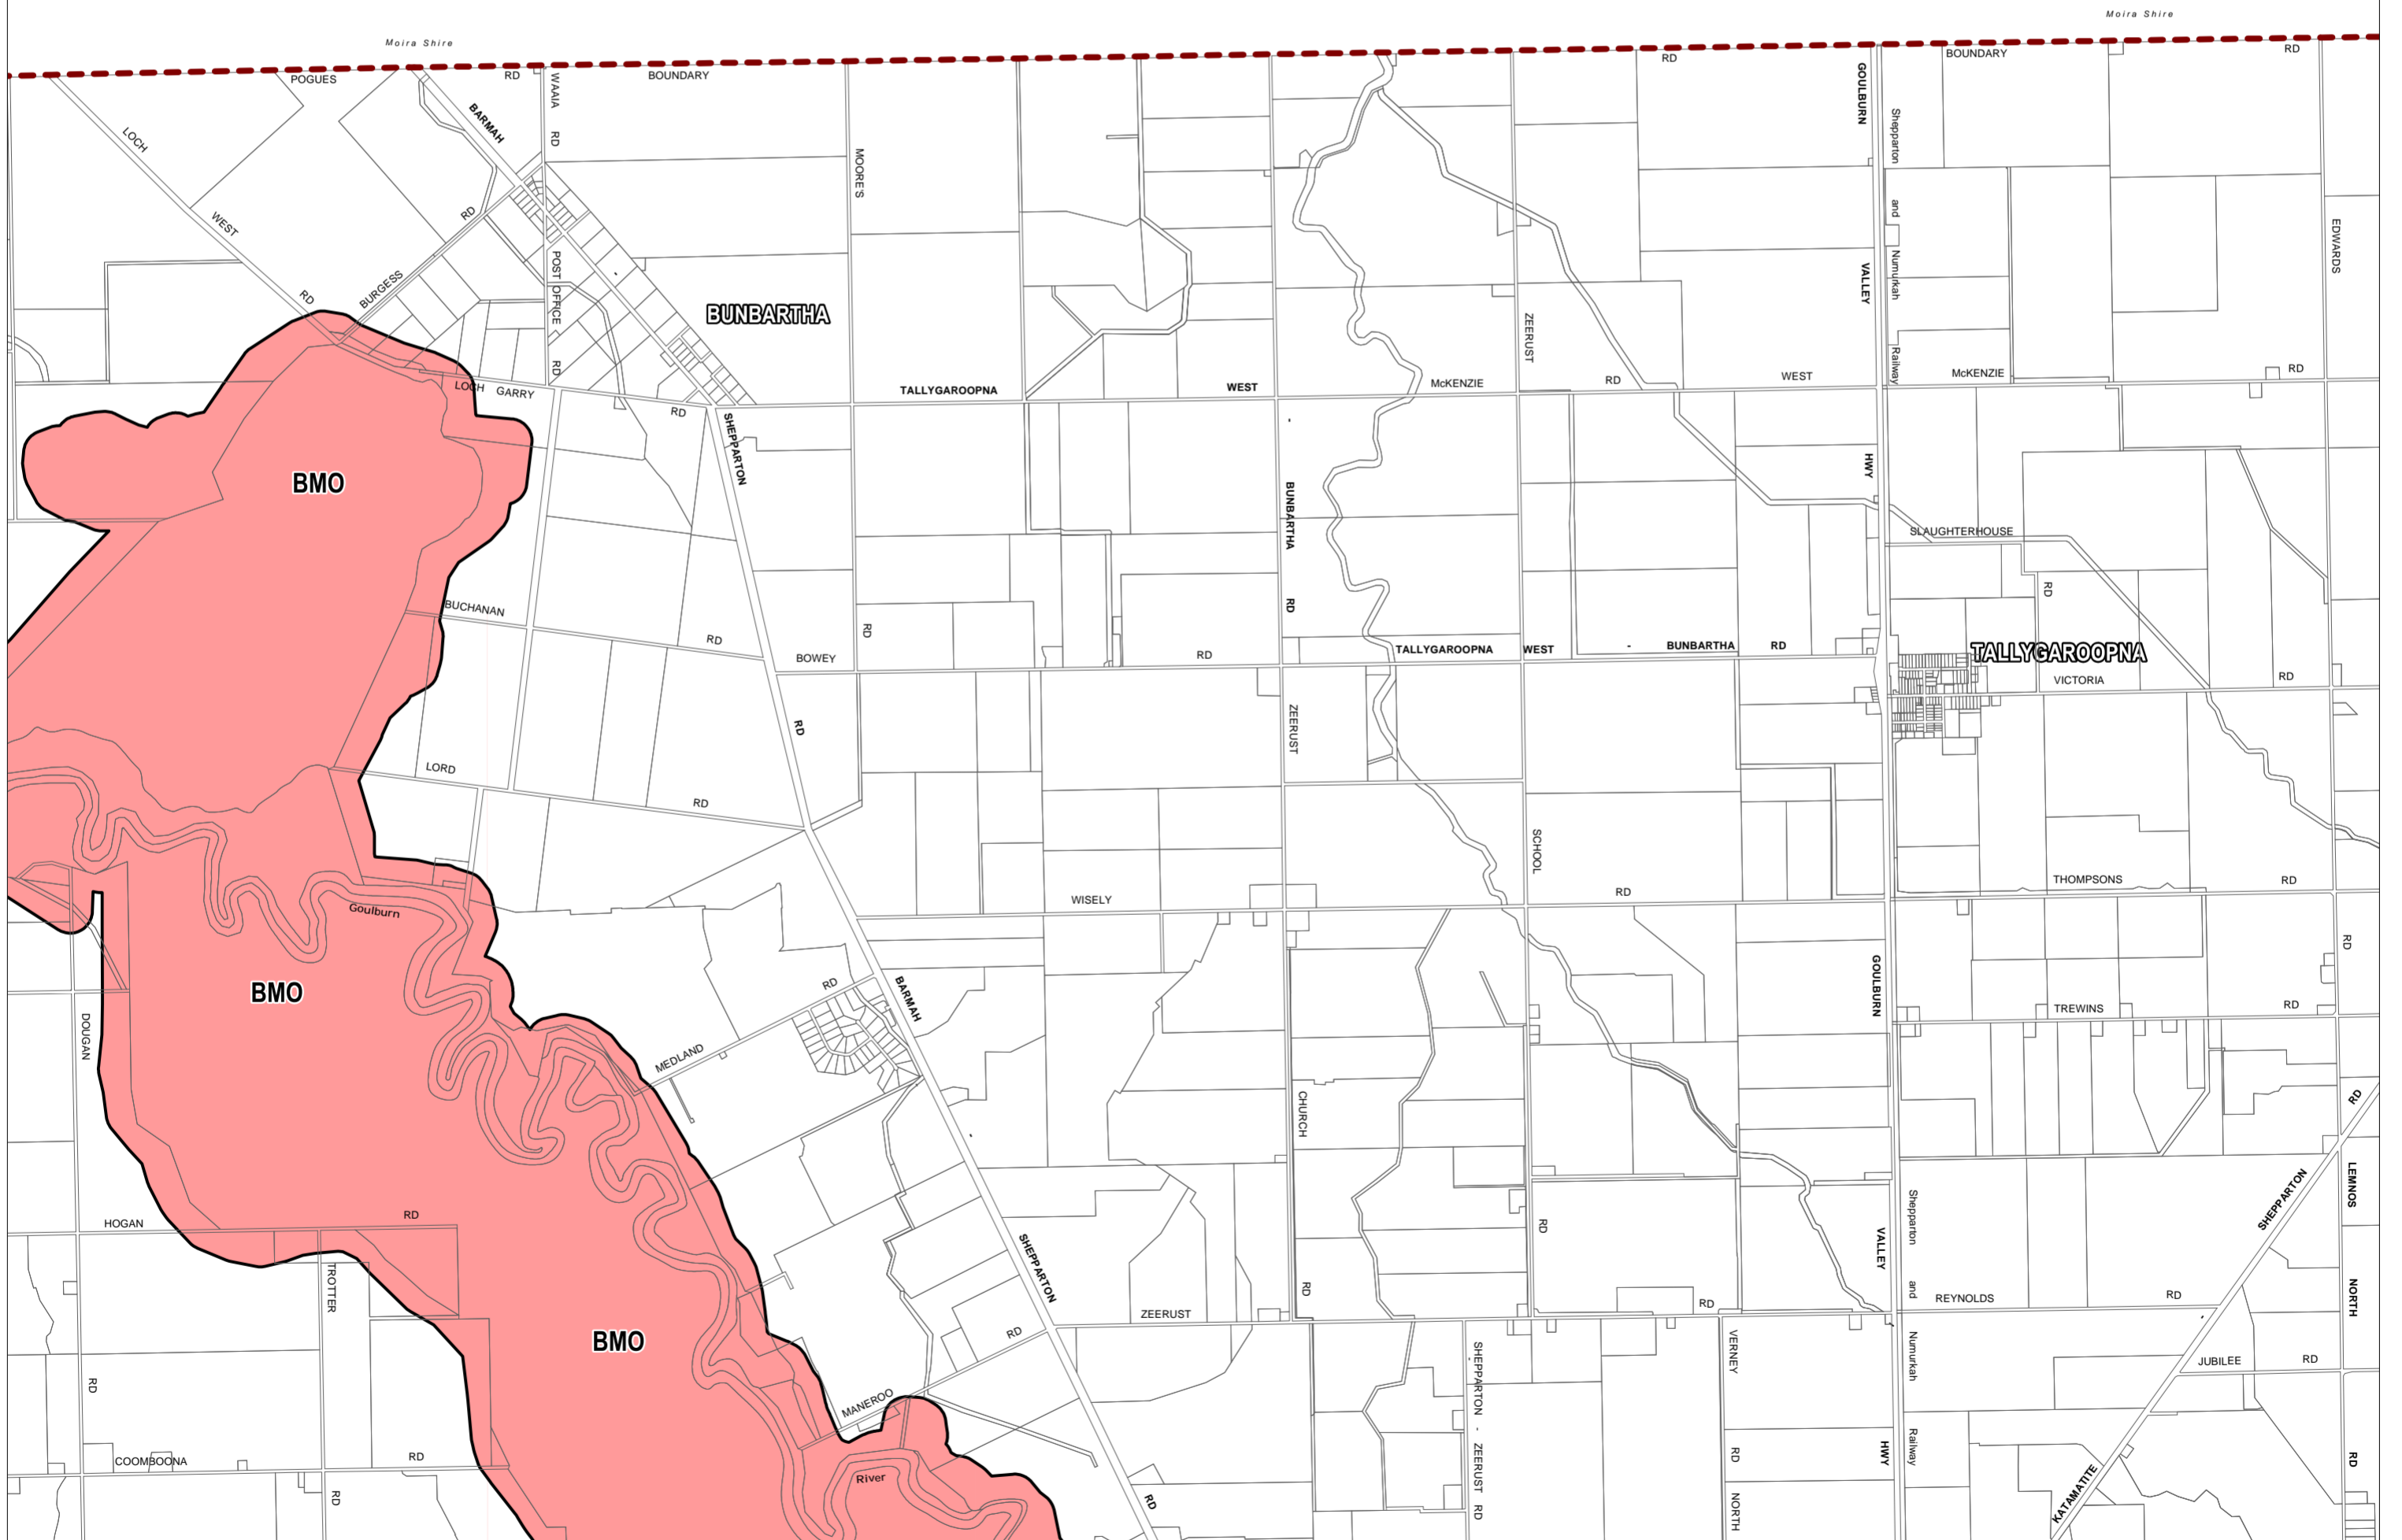 Moira Shire
Moira Shire
POGUES RD
BOUNDARY
RD
BOUNDARY
RD
LOCH WEST RD
BARMAH
WAAIA RD
MOORE'S
GOULBURN
Shepparton and Numurkah Railway
EDWARDS
BURGESS RD
POST OFFICE RD
BUNBARTHA
VALLEY
ZEERUST
TALLYGAROOPNA WEST
McKENZIE RD WEST
McKENZIE RD
LOCH GARRY RD
SHEPPARTON
-
BMO
BUNBARTHA RD
HWY
SLAUGHTERHOUSE
RD
BUCHANAN RD
RD
BOWEY RD
TALLYGAROOPNA WEST - BUNBARTHA RD
TALLYGAROOPNA
VICTORIA RD
ZEERUST
RD
LORD RD
SCHOOL
THOMPSONS RD
WISELY RD
Goulburn
RD
BMO
GOULBURN
BARMAH
RD
MEDLAND
TREWINS RD
DOUGAN
CHURCH
RD
-
LEMNOS
SHEPPARTON
HOGAN RD
RD
VALLEY
Shepparton and Numurkah Railway
SHEPPARTON
TROTTER
RD
REYNOLDS RD
NORTH
ZEERUST RD
-
BMO
RD
MANEROO
SHEPPARTON - ZEERUST RD
VERNEY
JUBILEE RD
RD
COOMBOONA RD
River
RD
HWY
RD
RD
RD
NORTH
KATAMATITE